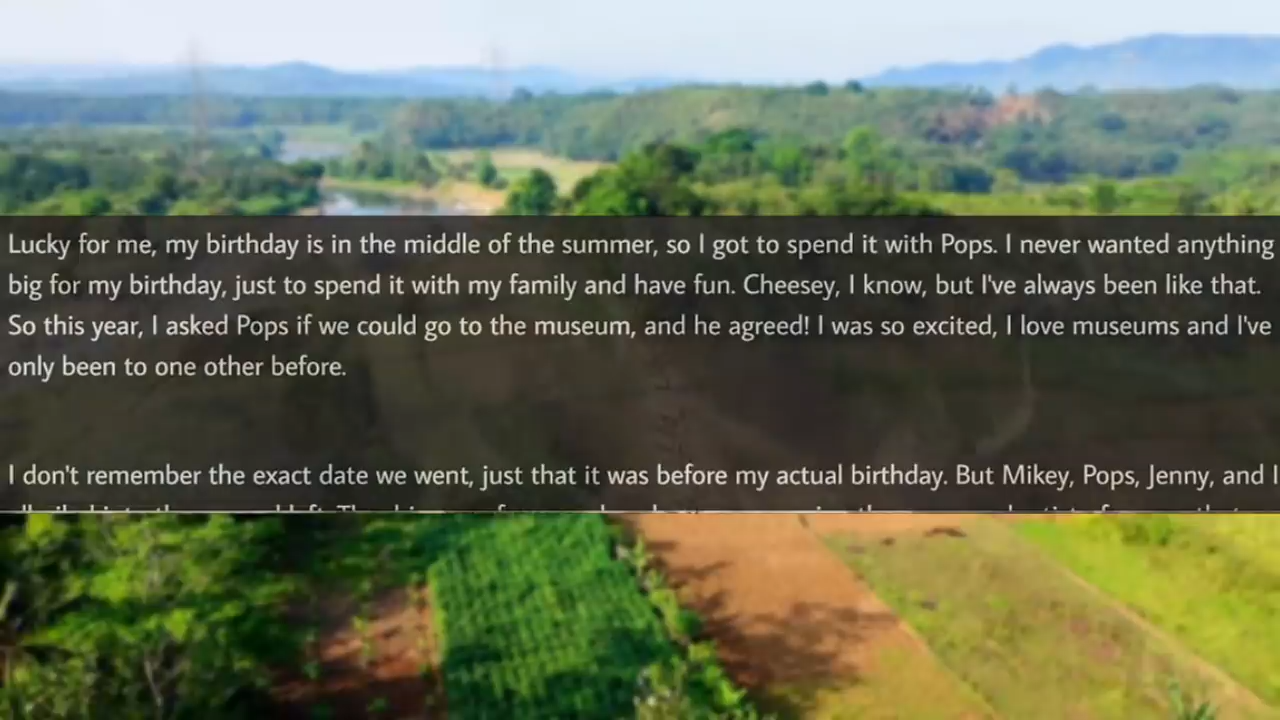 Lucky for me, my birthday is in the middle of the summer, so I got to spend it with Pops. I never wanted anything
big for my birthday, just to spend it with my family and have fun. Cheesey, I know, but I've always been like that.
So this year, I asked Pops if we could go to the museum, and he agreed! I was so excited, I love museums and I've
only been to one other before.
I don't remember the exact date we went, just that it was before my actual birthday. But Mikey, Pops, Jenny, and I